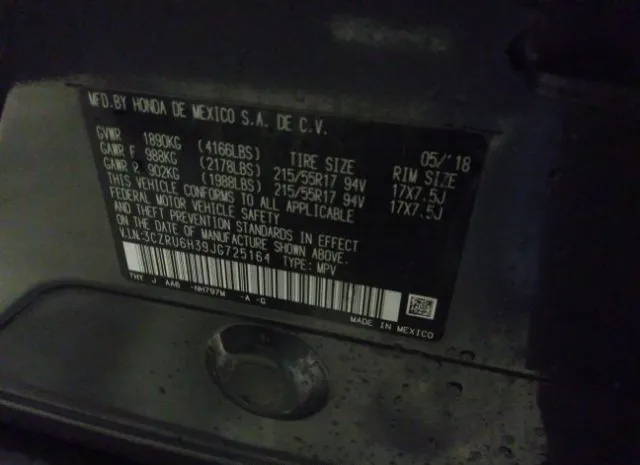 MFD.BY HONDA DE MEXICO S.A. DE C.V.
05/'18
GVWR 1890KG (4166LBS) TIRE SIZE RIM SIZE
GAWR F 988KG (2178LBS) 215/55R17 94V 17X7.5J
GAWR R 902KG (1988LBS) 215/55R17 94V 17X7.5J
THIS VEHICLE CONFORMS TO ALL APPLICABLE
FEDERAL MOTOR VEHICLE SAFETY
AND THEFT PREVENTION STANDARDS IN EFFECT
ON THE DATE OF MANUFACTURE SHOWN ABOVE.
V.I.N:3CZRU6H39JG725164 TYPE: MPV
THY J AAB -NH797M -A -G
MADE IN MEXICO